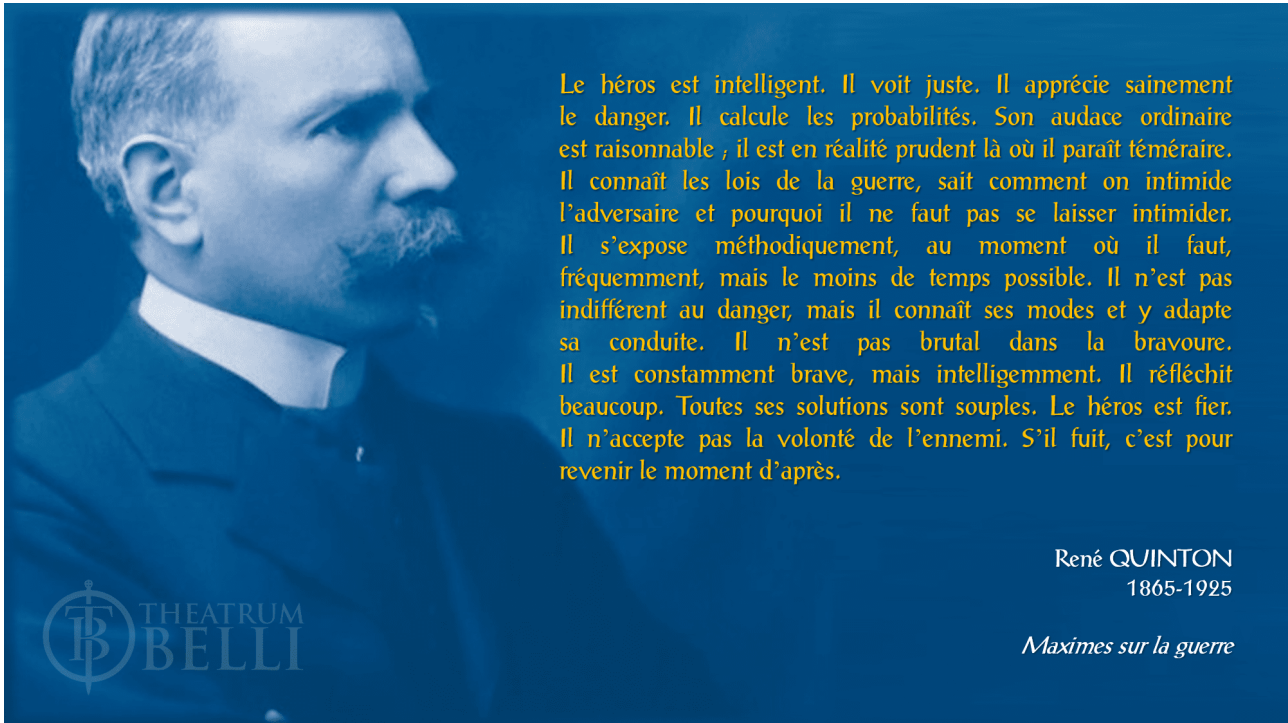 Le héros est intelligent. Il voit juste. Il apprécie sainement
le danger. Il calcule les probabilités. Son audace ordinaire
est raisonnable ; il est en réalité prudent là où il paraît téméraire.
Il connaît les lois de la guerre, sait comment on intimide
l’adversaire et pourquoi il ne faut pas se laisser intimider.
Il s’expose méthodiquement, au moment où il faut,
fréquemment, mais le moins de temps possible. Il n’est pas
indifférent au danger, mais il connaît ses modes et y adapte
sa conduite. Il n’est pas brutal dans la bravoure.
Il est constamment brave, mais intelligemment. Il réfléchit
beaucoup. Toutes ses solutions sont souples. Le héros est fier.
Il n’accepte pas la volonté de l’ennemi. S’il fuit, c’est pour
revenir le moment d’après.
René QUINTON
1865-1925
Maximes sur la guerre
TB
THEATRUM
BELLI